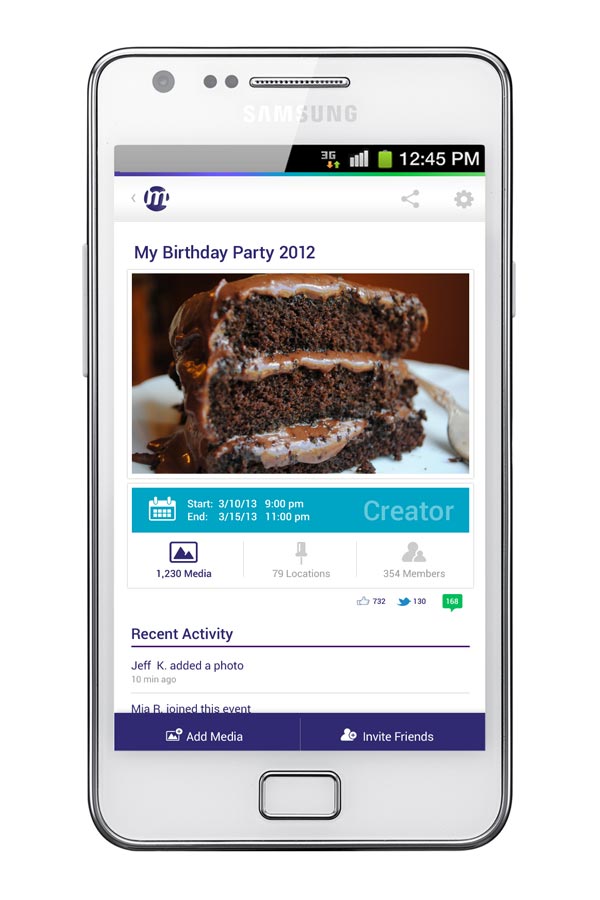 SAMSUNG
3G 12:45 PM
m
My Birthday Party 2012
Start: 3/10/13 9:00 pm
End: 3/15/13 11:00 pm
Creator
1,230 Media
79 Locations
354 Members
732
130
168
Recent Activity
Jeff K. added a photo
10 min ago
Mia R. joined this event
Add Media
Invite Friends